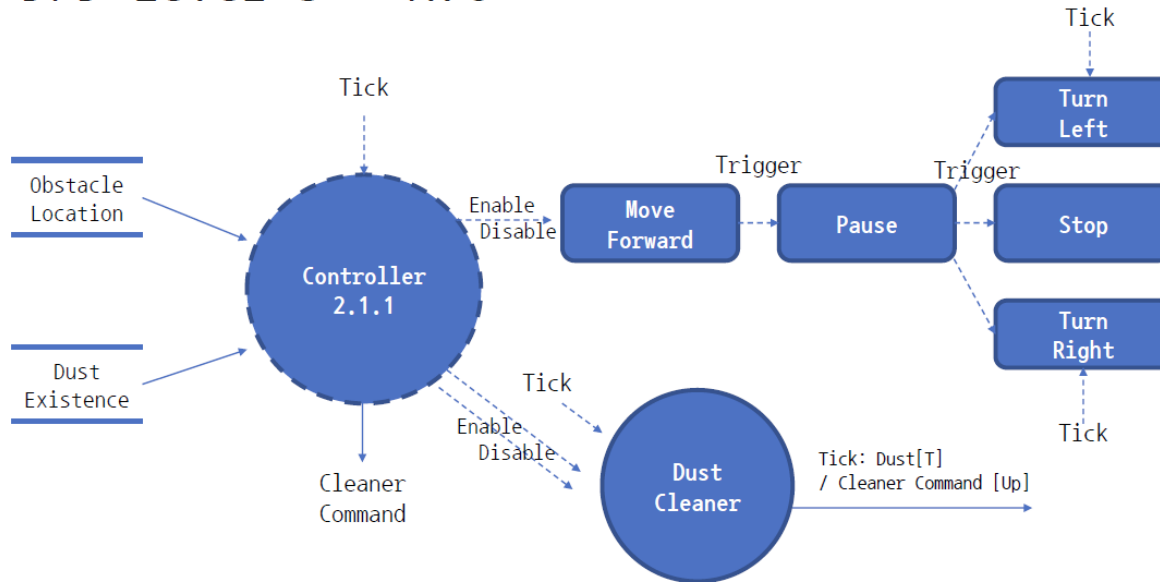 Tick
Tick
Turn
Left
Obstacle
Location
Trigger
Trigger
Enable
Disable
Move
Forward
Pause
Stop
Controller
2.1.1
Turn
Right
Dust
Existence
Tick
Enable
Disable
Tick
Cleaner
Command
Dust
Cleaner
Tick: Dust[T]
/ Cleaner Command [Up]